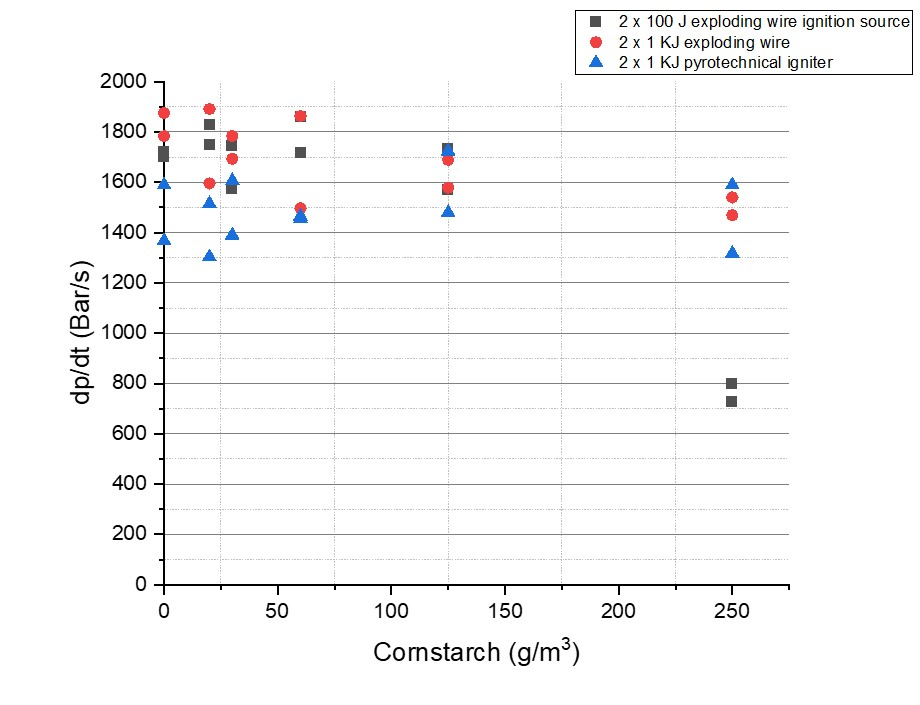 2 x 100 J exploding wire ignition source
2 x 1 KJ exploding wire
2 x 1 KJ pyrotechnical igniter
2000
1800
1600
1400
1200
1000
800
600
400
200
0
dp/dt (Bar/s)
0 50 100 150 200 250
Cornstarch (g/m³)